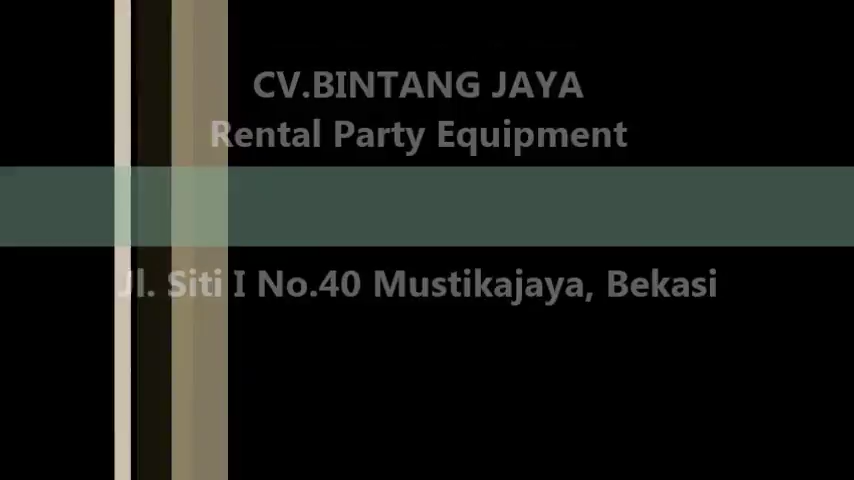 CV.BINTANG JAYA
Rental Party Equipment
Jl. Siti I No.40 Mustikajaya, Bekasi